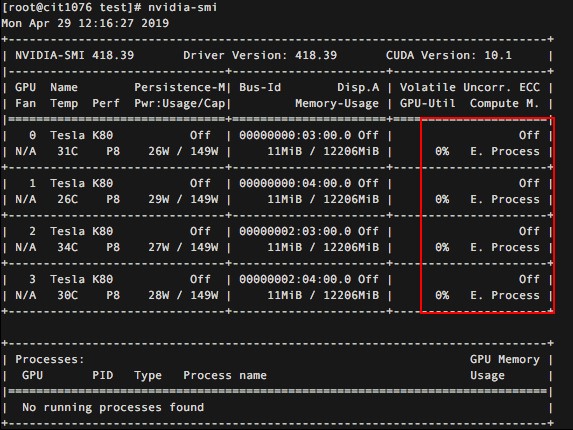 [root@cit1076 test]# nvidia-smi
Mon Apr 29 12:16:27 2019
+-----------------------------------------------------------------------------+
| NVIDIA-SMI 418.39       Driver Version: 418.39       CUDA Version: 10.1     |
|-------------------------------+----------------------+----------------------+
| GPU  Name        Persistence-M| Bus-Id        Disp.A | Volatile Uncorr. ECC |
| Fan  Temp  Perf  Pwr:Usage/Cap|         Memory-Usage | GPU-Util  Compute M. |
|===============================+======================+======================|
|   0  Tesla K80           Off  | 00000000:03:00.0 Off |                  Off |
| N/A   31C    P8    26W / 149W |     11MiB / 12206MiB |      0%   E. Process |
+-------------------------------+----------------------+----------------------+
|   1  Tesla K80           Off  | 00000000:04:00.0 Off |                  Off |
| N/A   26C    P8    29W / 149W |     11MiB / 12206MiB |      0%   E. Process |
+-------------------------------+----------------------+----------------------+
|   2  Tesla K80           Off  | 00000002:03:00.0 Off |                  Off |
| N/A   34C    P8    27W / 149W |     11MiB / 12206MiB |      0%   E. Process |
+-------------------------------+----------------------+----------------------+
|   3  Tesla K80           Off  | 00000002:04:00.0 Off |                  Off |
| N/A   30C    P8    28W / 149W |     11MiB / 12206MiB |      0%   E. Process |
+-------------------------------+----------------------+----------------------+
+-----------------------------------------------------------------------------+
| Processes:                                                       GPU Memory |
|  GPU       PID   Type   Process name                             Usage      |
|=============================================================================|
|  No running processes found                                                 |
+-----------------------------------------------------------------------------+